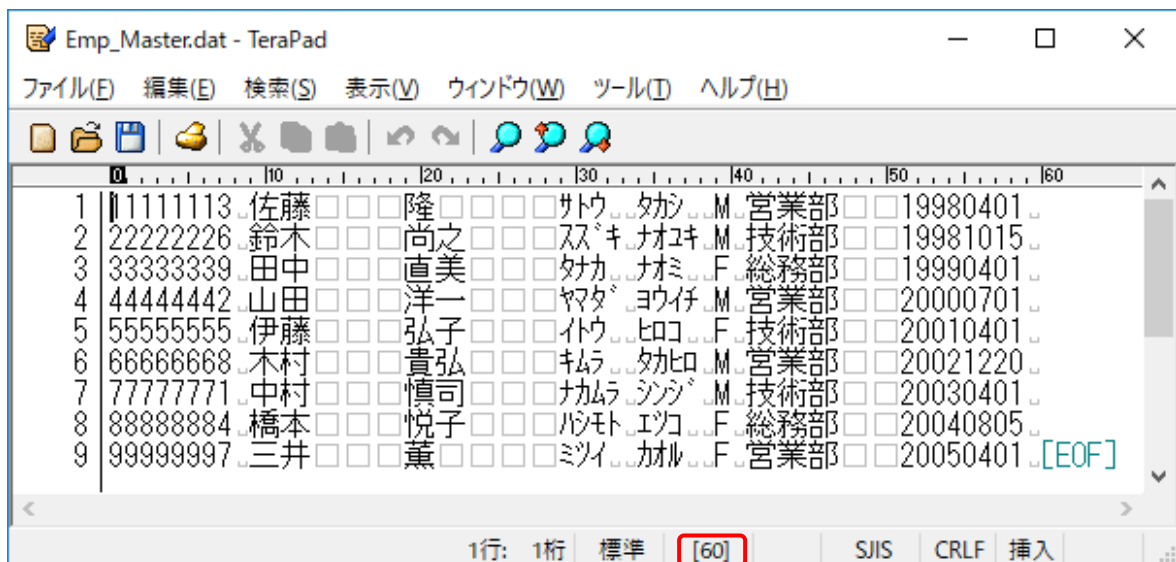 Emp_Master.dat - TeraPad
ファイル(F) 編集(E) 検索(S) 表示(V) ウィンドウ(W) ツール(T) ヘルプ(H)
0 10 20 30 40 50 60
1 11111113 佐藤□□□隆□□□□ｻﾄｳ  ﾀｶｼ  M 営業部□□19980401
2 22222226 鈴木□□□尚之□□□ｽｽﾞｷ ﾅｵﾕｷ M 技術部□□19981015
3 33333339 田中□□□直美□□□ﾀﾅｶ  ﾅｵﾐ  F 総務部□□19990401
4 44444442 山田□□□洋一□□□ﾔﾏﾀﾞ ﾖｳｲﾁ M 営業部□□20000701
5 55555555 伊藤□□□弘子□□□ｲﾄｳ  ﾋﾛｺ  F 技術部□□20010401
6 66666668 木村□□□貴弘□□□ｷﾑﾗ  ﾀｶﾋﾛ M 営業部□□20021220
7 77777771 中村□□□慎司□□□ﾅｶﾑﾗ ｼﾝｼﾞ M 技術部□□20030401
8 88888884 橋本□□□悦子□□□ﾊｼﾓﾄ ｴﾂｺ  F 総務部□□20040805
9 99999997 三井□□□薫□□□□ﾐﾂｲ  ｶｵﾙ  F 営業部□□20050401 [EOF]
1行: 1桁 標準 [60] SJIS CRLF 挿入